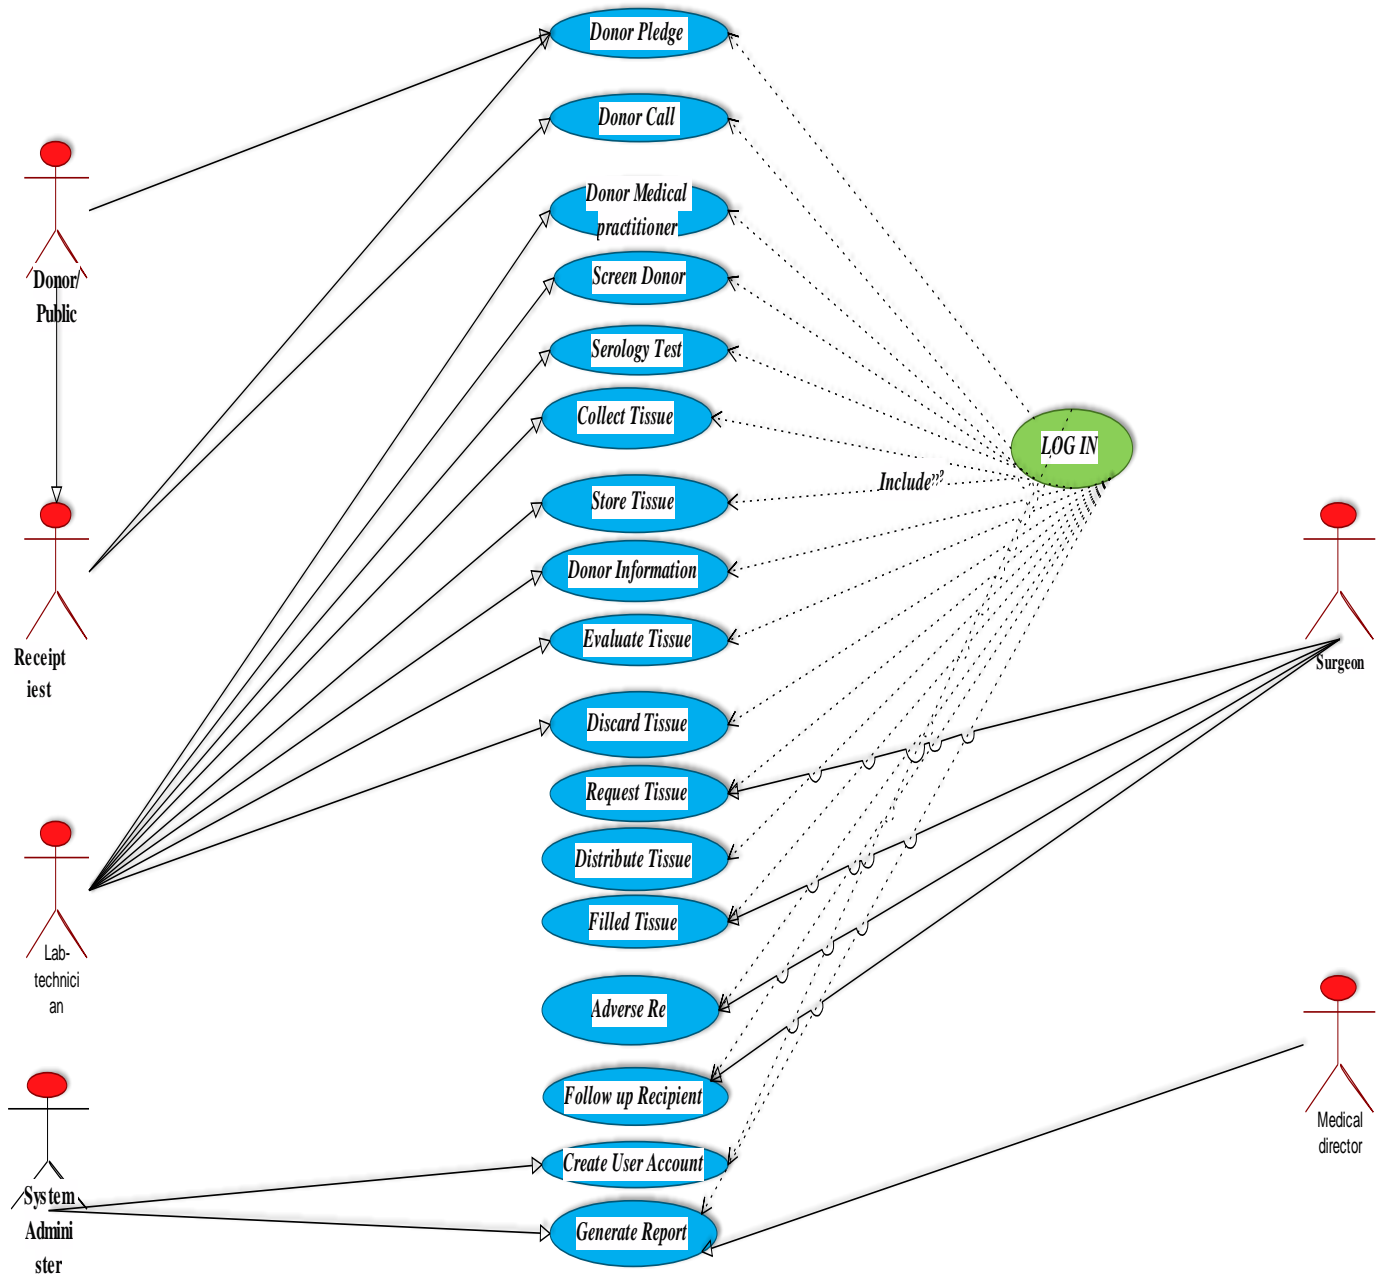 Donor Pledge
Donor Call
Donor Medical
practitioner
Screen Donor
Serology Test
Collect Tissue
Store Tissue
Donor Information
Evaluate Tissue
Discard Tissue
Request Tissue
Distribute Tissue
Filled Tissue
Adverse Re
Follow up Recipient
Create User Account
Generate Report
Donor/
Public
Receipt
iest
Lab-
technici
an
System
Admini
ster
LOG IN
Include”?
Surgeon
Medical
director